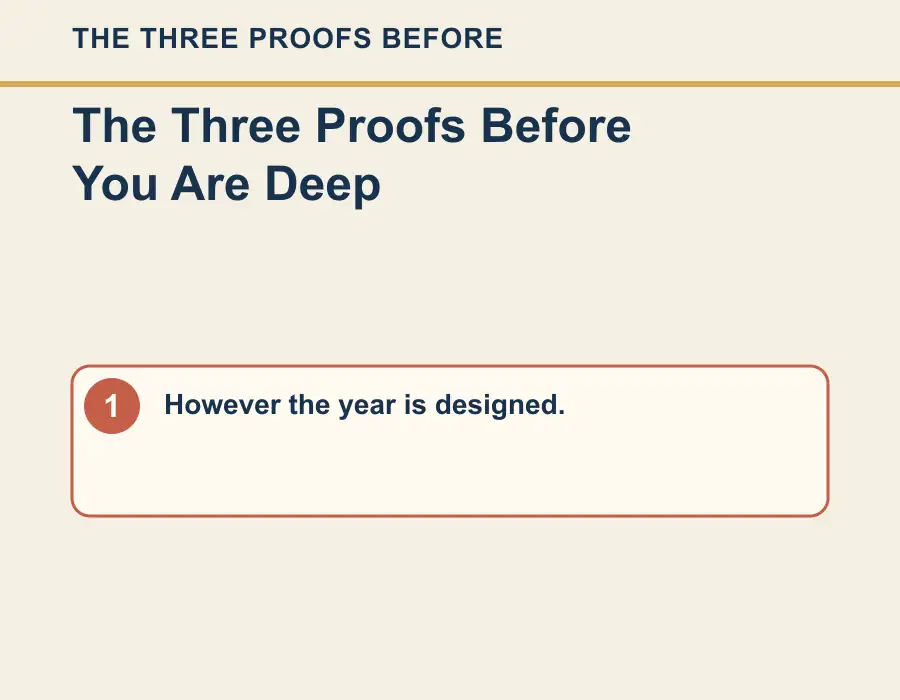 THE THREE PROOFS BEFORE
The Three Proofs Before
You Are Deep
1
However the year is designed.